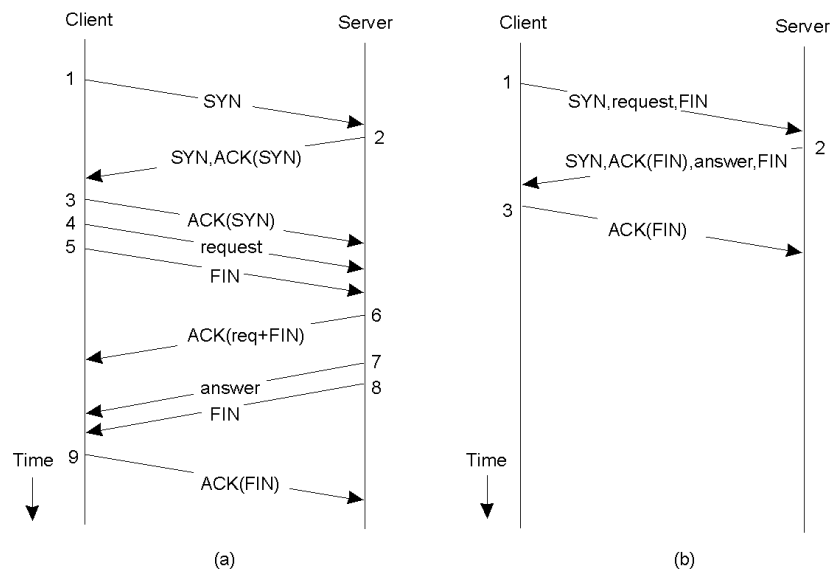 Client
Server
1
SYN
2
SYN,ACK(SYN)
3
ACK(SYN)
4
request
5
FIN
6
ACK(req+FIN)
7
answer
8
FIN
9
Time
ACK(FIN)
(a)
Client
Server
1
SYN,request,FIN
2
SYN,ACK(FIN),answer,FIN
3
ACK(FIN)
Time
(b)